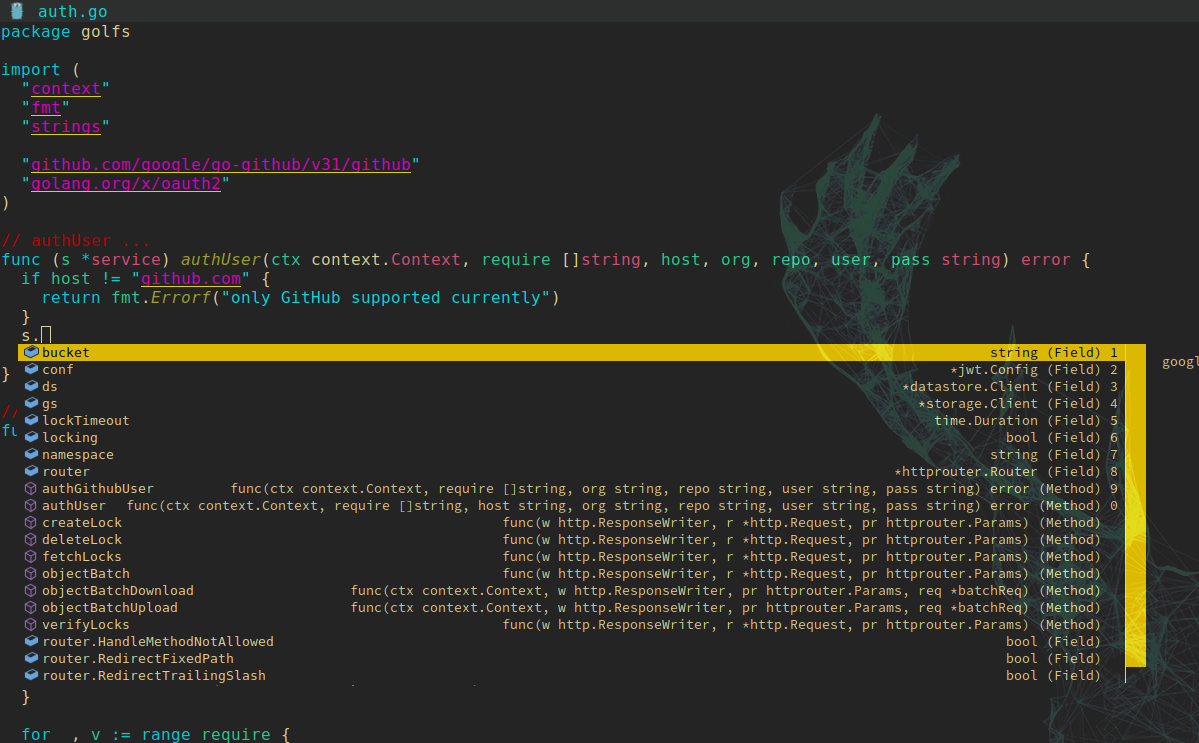 auth.go
package golfs
import (
"context"
"fmt"
"strings"
"github.com/google/go-github/v31/github"
"golang.org/x/oauth2"
)
// authUser ...
func (s *service) authUser(ctx context.Context, require []string, host, org, repo, user, pass string) error {
if host != "github.com" {
return fmt.Errorf("only GitHub supported currently")
}
s.
bucket string (Field) 1
googl
} conf *jwt.Config (Field) 2
ds *datastore.Client (Field) 3
// gs *storage.Client (Field) 4
lockTimeout time.Duration (Field) 5
fu locking bool (Field) 6
namespace string (Field) 7
router *httprouter.Router (Field) 8
authGithubUser func(ctx context.Context, require []string, org string, repo string, user string, pass string) error (Method) 9
authUser func(ctx context.Context, require []string, host string, org string, repo string, user string, pass string) error (Method) 0
createLock func(w http.ResponseWriter, r *http.Request, pr httprouter.Params) (Method)
deleteLock func(w http.ResponseWriter, r *http.Request, pr httprouter.Params) (Method)
fetchLocks func(w http.ResponseWriter, r *http.Request, pr httprouter.Params) (Method)
objectBatch func(w http.ResponseWriter, r *http.Request, pr httprouter.Params) (Method)
objectBatchDownload func(ctx context.Context, w http.ResponseWriter, pr httprouter.Params, req *batchReq) (Method)
objectBatchUpload func(ctx context.Context, w http.ResponseWriter, pr httprouter.Params, req *batchReq) (Method)
verifyLocks func(w http.ResponseWriter, r *http.Request, pr httprouter.Params) (Method)
router.HandleMethodNotAllowed bool (Field)
router.RedirectFixedPath bool (Field)
router.RedirectTrailingSlash bool (Field)
}
for _, v := range require {